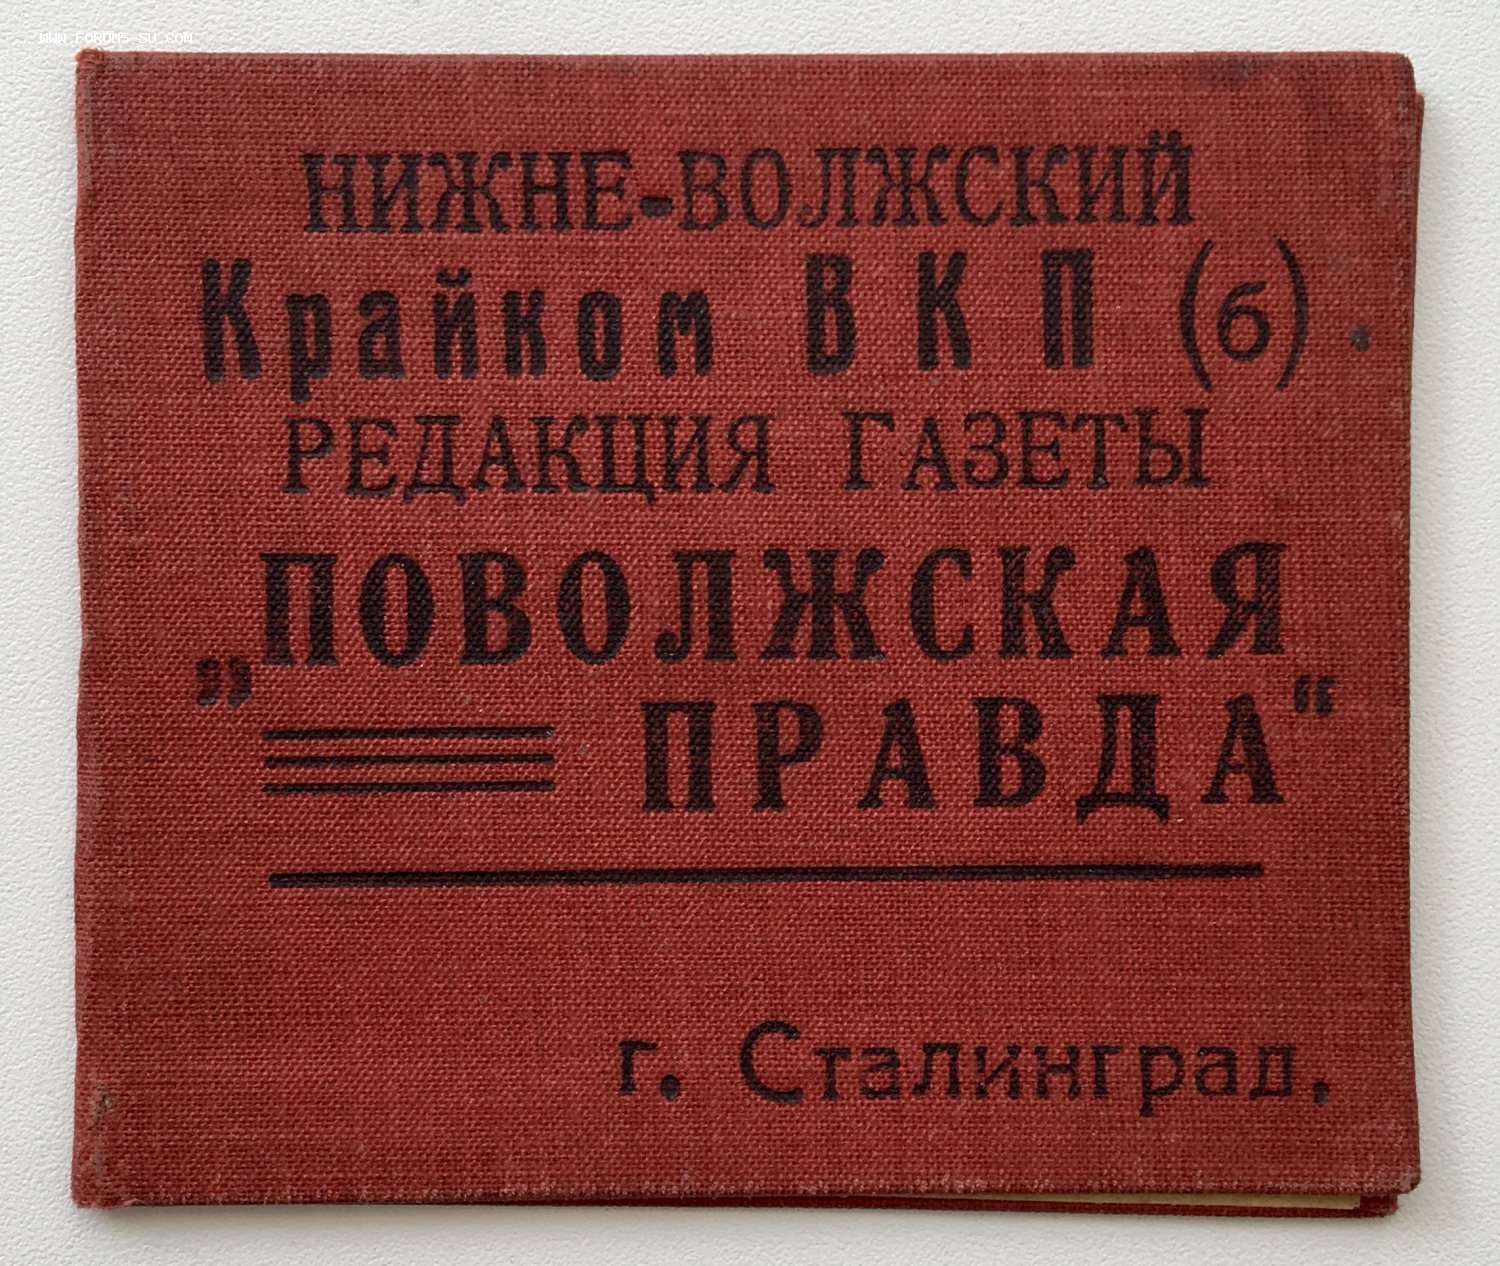 WWW.FORUMS-SU.COM
НИЖНЕ-ВОЛЖСКИЙ
Крайком ВКП (б).
РЕДАКЦИЯ ГАЗЕТЫ
„ПОВОЛЖСКАЯ
ПРАВДА“
г. Сталинград.